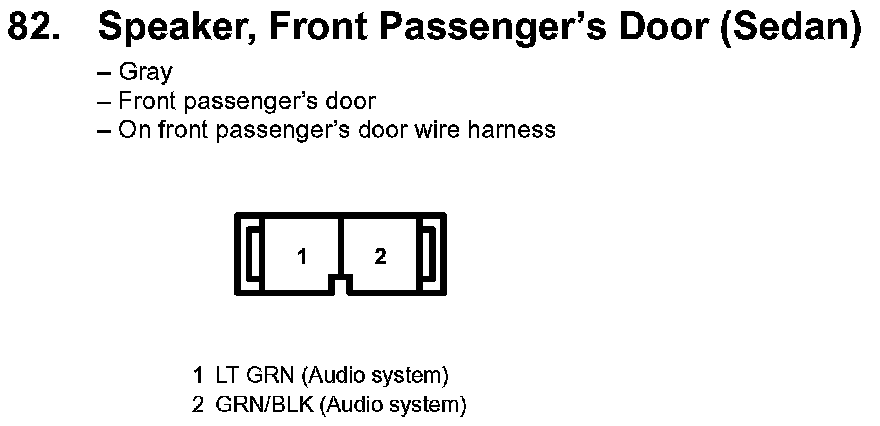 82. Speaker, Front Passenger’s Door (Sedan)
– Gray
– Front passenger’s door
– On front passenger’s door wire harness
1 2
1 LT GRN (Audio system)
2 GRN/BLK (Audio system)